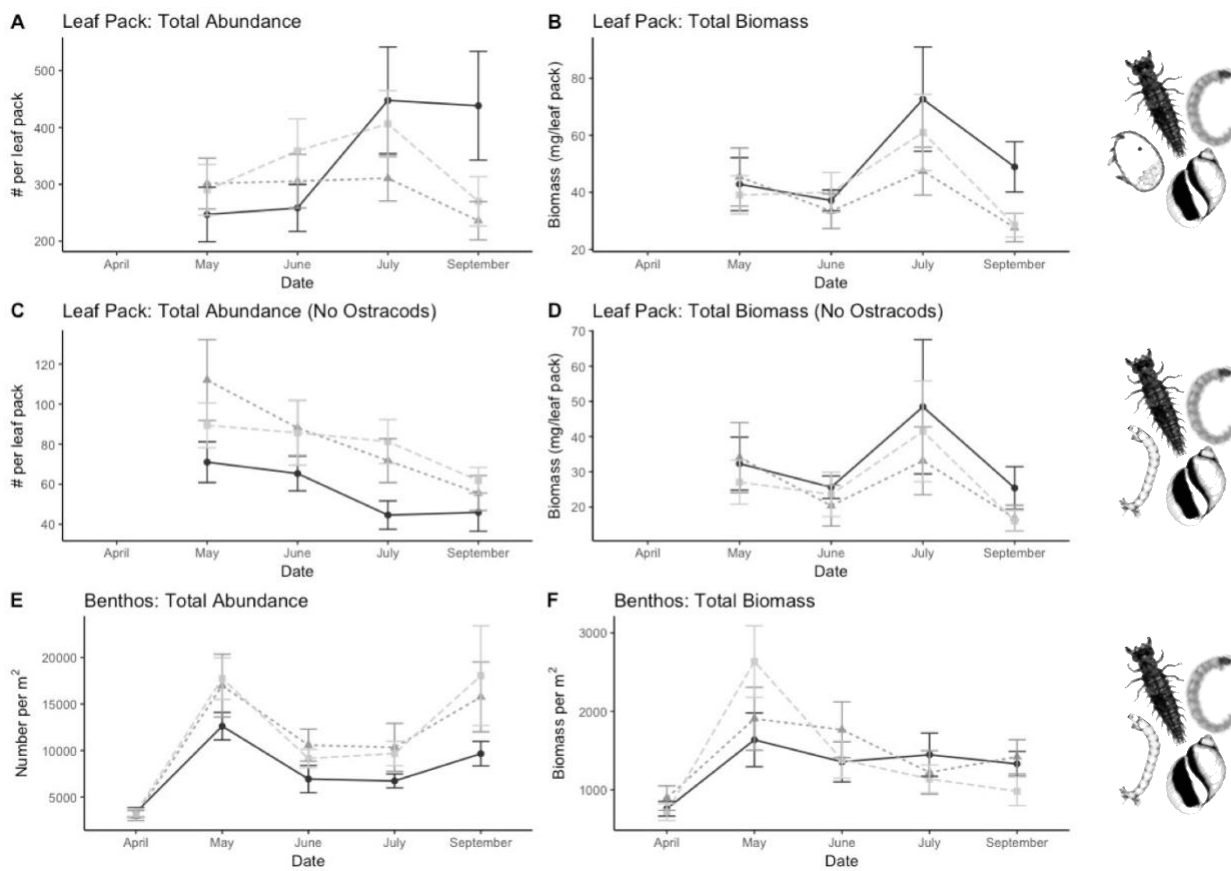 A Leaf Pack: Total Abundance
# per leaf pack
500
400
300
200
April May June July September
Date
B Leaf Pack: Total Biomass
Biomass (mg/leaf pack)
80
60
40
20
April May June July September
Date
C Leaf Pack: Total Abundance (No Ostracods)
# per leaf pack
120
100
80
60
40
April May June July September
Date
D Leaf Pack: Total Biomass (No Ostracods)
Biomass (mg/leaf pack)
70
60
50
40
30
20
April May June July September
Date
E Benthos: Total Abundance
Number per m²
20000
15000
10000
5000
April May June July September
Date
F Benthos: Total Biomass
Biomass per m²
3000
2000
1000
April May June July September
Date